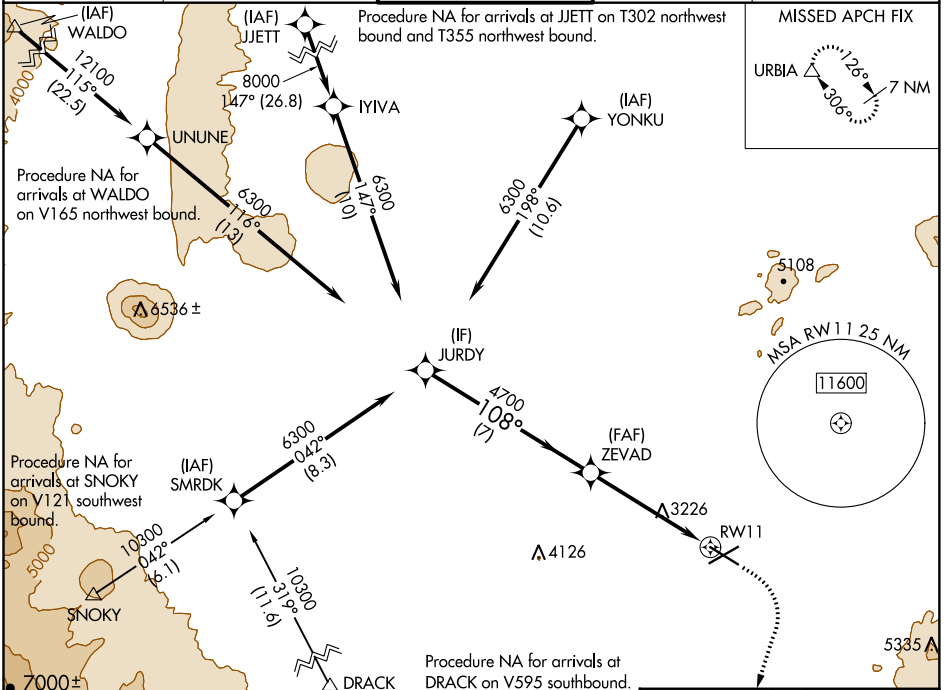 (IAF)
WALDO
12100
115°
(22.5)
UNUNE
Procedure NA for
arrivals at WALDO
on V165 northwest bound.
4000
(IAF)
JJETT
Procedure NA for arrivals at JJETT on T302 northwest
bound and T355 northwest bound.
8000
147° (26.8)
IYIVA
6300
147°
(10)
6300
116°
(13)
(IAF)
YONKU
6300
198°
(10.6)
MISSED APCH FIX
URBIA
126°
306°
7 NM
6536 ±
5108
(IF)
JURDY
4700
108°
(7)
(FAF)
ZEVAD
MSA RW11 25 NM
11600
6300
042°
(8.3)
(IAF)
SMRDK
Procedure NA for
arrivals at SNOKY
on V121 southwest
bound.
5000
10300
042°
(6.1)
SNOKY
3226
RW11
4126
10300
319°
(11.6)
DRACK
Procedure NA for arrivals at
DRACK on V595 southbound.
5335
7000 ±